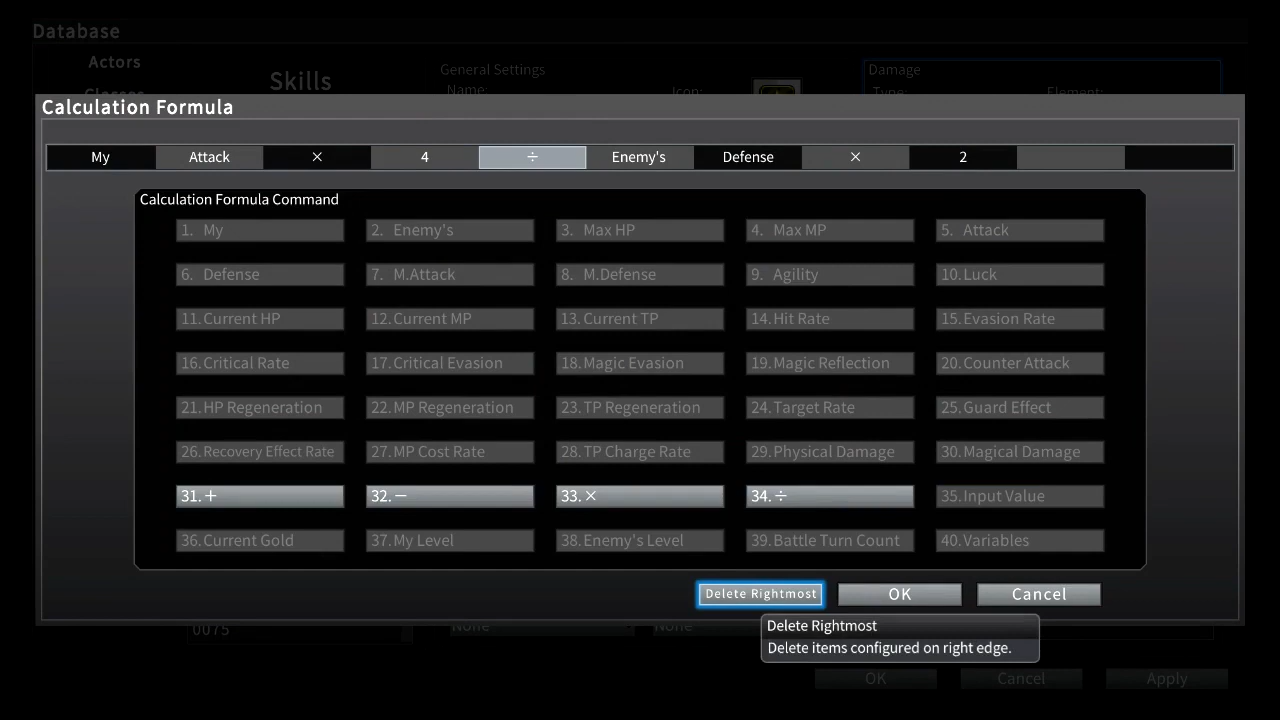 Database
Actors
General Settings
Damage
Skills
Name:
Icon:
Type:
Element:
Classes
Calculation Formula
My Attack × 4 ÷ Enemy's Defense × 2
Calculation Formula Command
1. My 2. Enemy's 3. Max HP 4. Max MP 5. Attack
6. Defense 7. M.Attack 8. M.Defense 9. Agility 10. Luck
11. Current HP 12. Current MP 13. Current TP 14. Hit Rate 15. Evasion Rate
16. Critical Rate 17. Critical Evasion 18. Magic Evasion 19. Magic Reflection 20. Counter Attack
21. HP Regeneration 22. MP Regeneration 23. TP Regeneration 24. Target Rate 25. Guard Effect
26. Recovery Effect Rate 27. MP Cost Rate 28. TP Charge Rate 29. Physical Damage 30. Magical Damage
31. + 32. − 33. × 34. ÷ 35. Input Value
36. Current Gold 37. My Level 38. Enemy's Level 39. Battle Turn Count 40. Variables
Delete Rightmost OK Cancel
Delete Rightmost
Delete items configured on right edge.
0075 None None
OK Cancel Apply